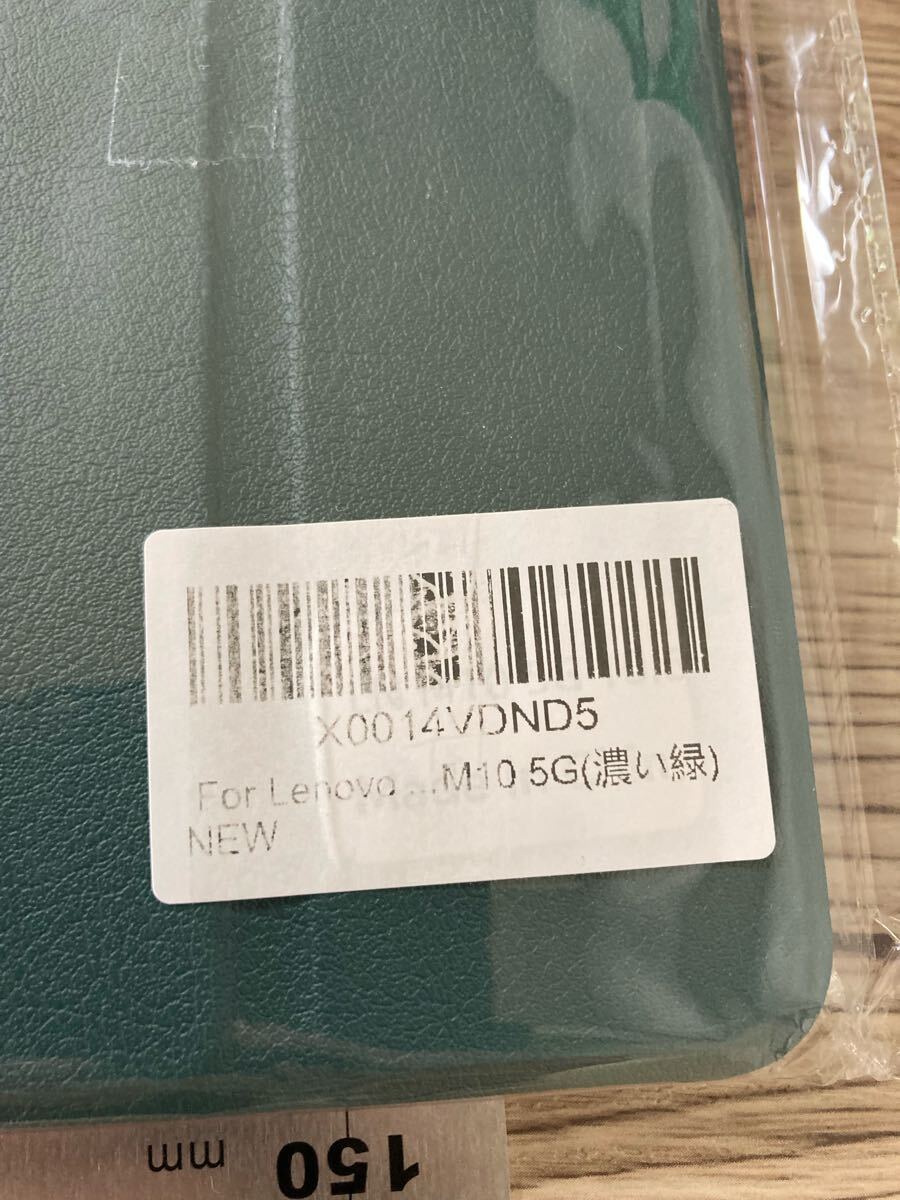 X0014VDND5
For Lenovo ...M10 5G(濃い緑)
NEW
150
mm